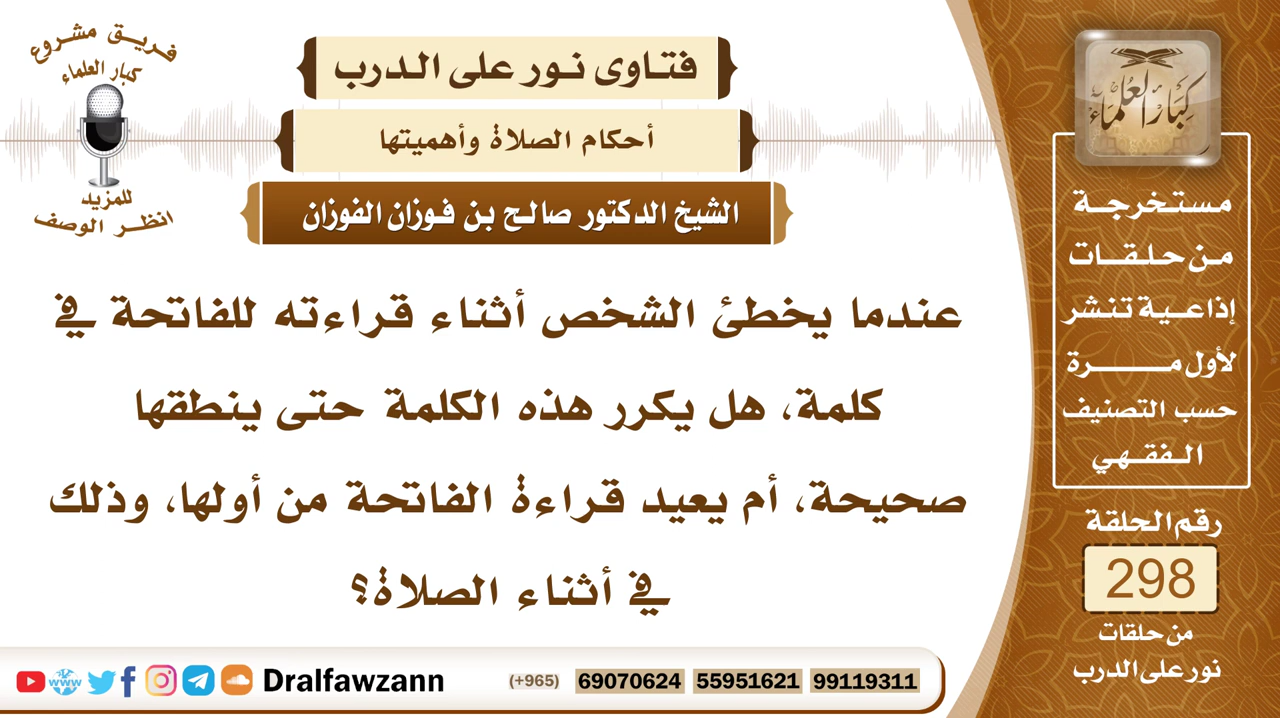 فريق مشروع
كبار العلماء
للمزيد
انظر الوصف
فتاوى نور على الدرب
أحكام الصلاة وأهميتها
الشيخ الدكتور صالح بن فوزان الفوزان
عندما يخطئ الشخص أثناء قراءته للفاتحة في
كلمة، هل يكرر هذه الكلمة حتى ينطقها
صحيحة، أم يعيد قراءة الفاتحة من أولها، وذلك
في أثناء الصلاة؟
كبار العلماء
مستخرجة
من حلقات
إذاعية تنشر
لأول مرة
حسب التصنيف
الفقهي
رقم الحلقة
298
من حلقات
نور على الدرب
www Dralfawzann (+965) 69070624 55951621 99119311